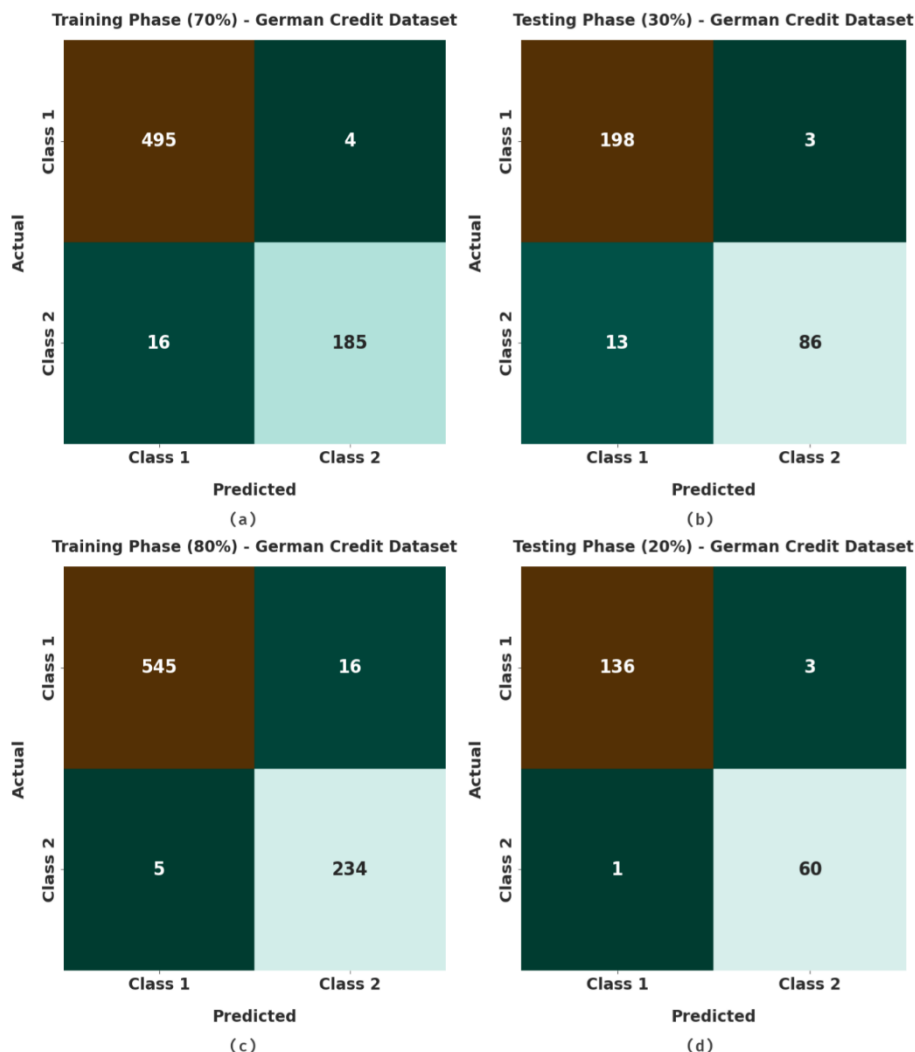 Training Phase (70%) - German Credit Dataset
Class 1
495
4
Actual
Class 2
16
185
Class 1
Class 2
Predicted
(a)
Testing Phase (30%) - German Credit Dataset
Class 1
198
3
Actual
Class 2
13
86
Class 1
Class 2
Predicted
(b)
Training Phase (80%) - German Credit Dataset
Class 1
545
16
Actual
Class 2
5
234
Class 1
Class 2
Predicted
(c)
Testing Phase (20%) - German Credit Dataset
Class 1
136
3
Actual
Class 2
1
60
Class 1
Class 2
Predicted
(d)